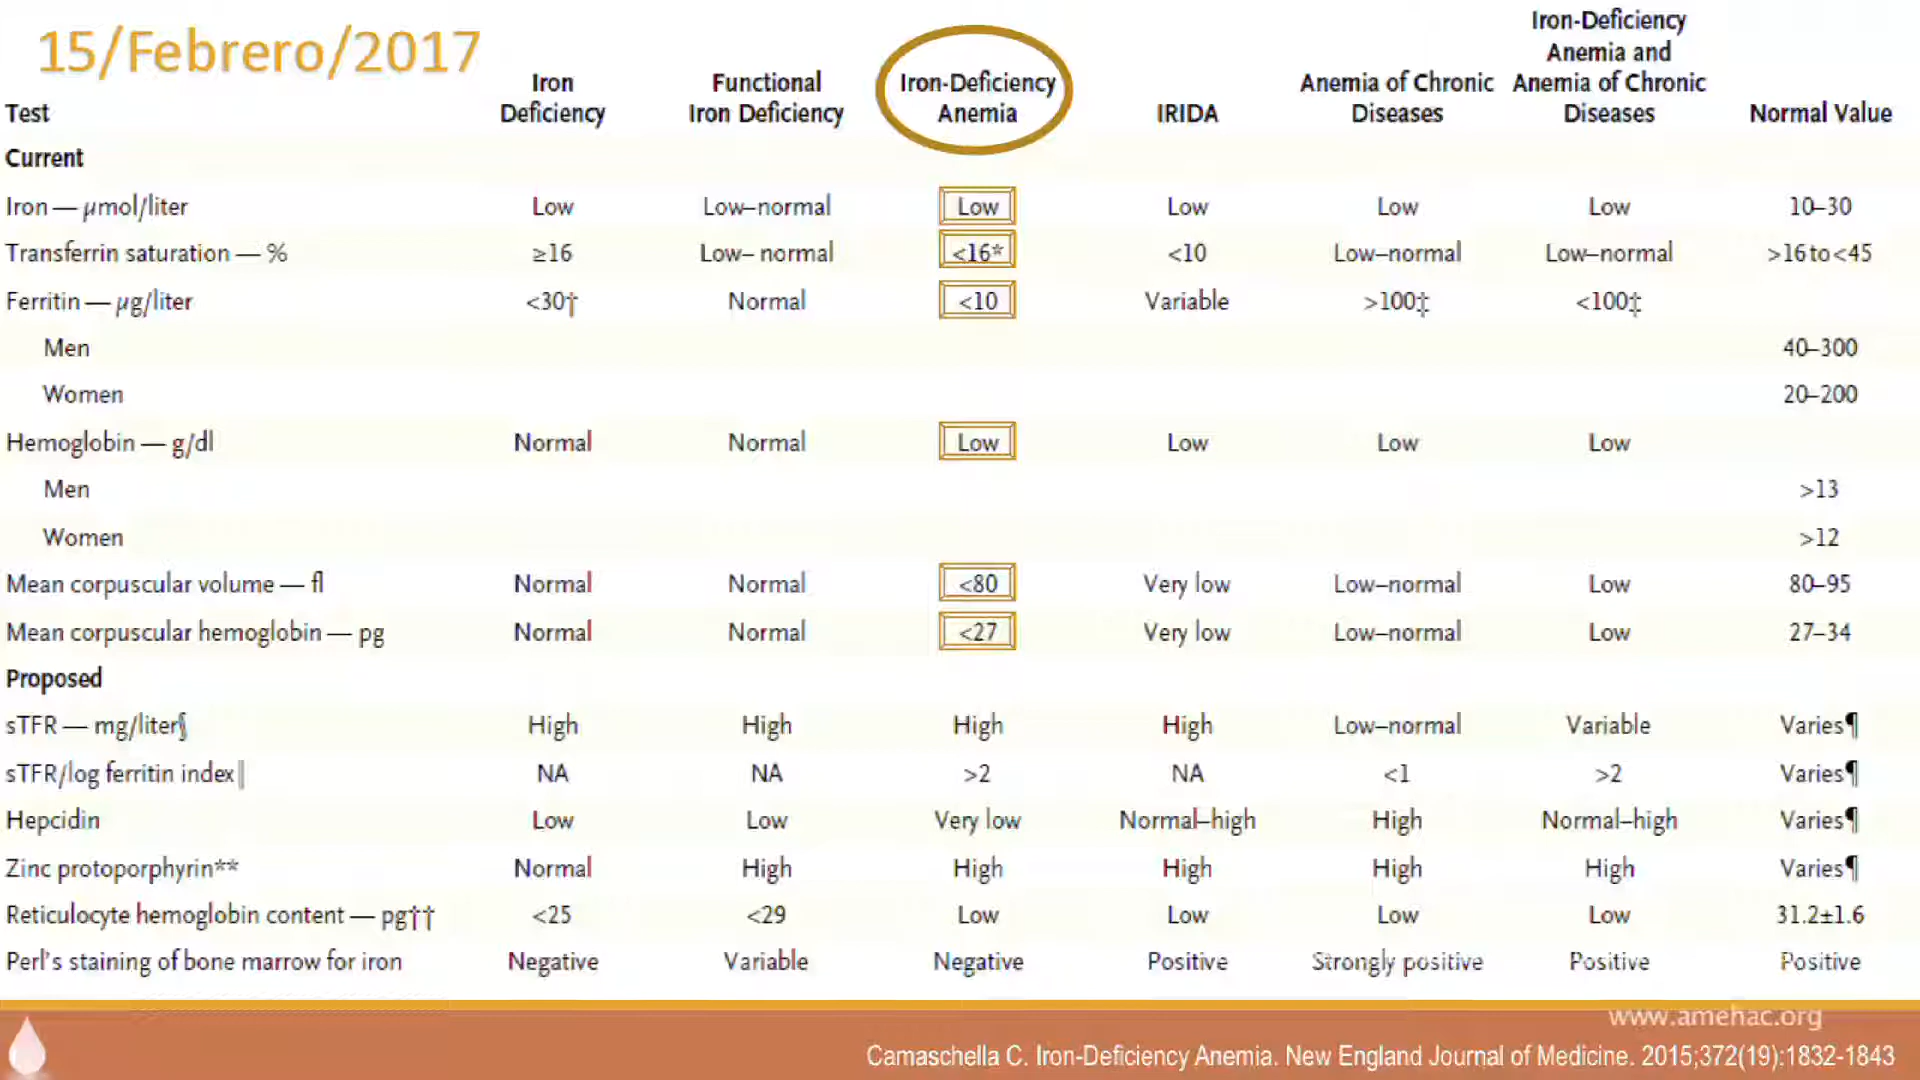 15/Febrero/2017
Test Iron Deficiency Functional Iron Deficiency Iron-Deficiency Anemia IRIDA Anemia of Chronic Diseases Iron-Deficiency Anemia and Anemia of Chronic Diseases Normal Value
Current
Iron — µmol/liter Low Low–normal Low Low Low Low 10–30
Transferrin saturation — % ≥16 Low– normal <16* <10 Low–normal Low–normal >16 to <45
Ferritin — µg/liter <30† Normal <10 Variable >100‡ <100‡
Men 40–300
Women 20–200
Hemoglobin — g/dl Normal Normal Low Low Low Low
Men >13
Women >12
Mean corpuscular volume — fl Normal Normal <80 Very low Low–normal Low 80–95
Mean corpuscular hemoglobin — pg Normal Normal <27 Very low Low–normal Low 27–34
Proposed
sTFR — mg/liter§ High High High High Low–normal Variable Varies¶
sTFR/log ferritin index‖ NA NA >2 NA <1 >2 Varies¶
Hepcidin Low Low Very low Normal–high High Normal–high Varies¶
Zinc protoporphyrin** Normal High High High High High Varies¶
Reticulocyte hemoglobin content — pg†† <25 <29 Low Low Low Low 31.2±1.6
Perl's staining of bone marrow for iron Negative Variable Negative Positive Strongly positive Positive Positive
www.amehac.org
Camaschella C. Iron-Deficiency Anemia. New England Journal of Medicine. 2015;372(19):1832-1843